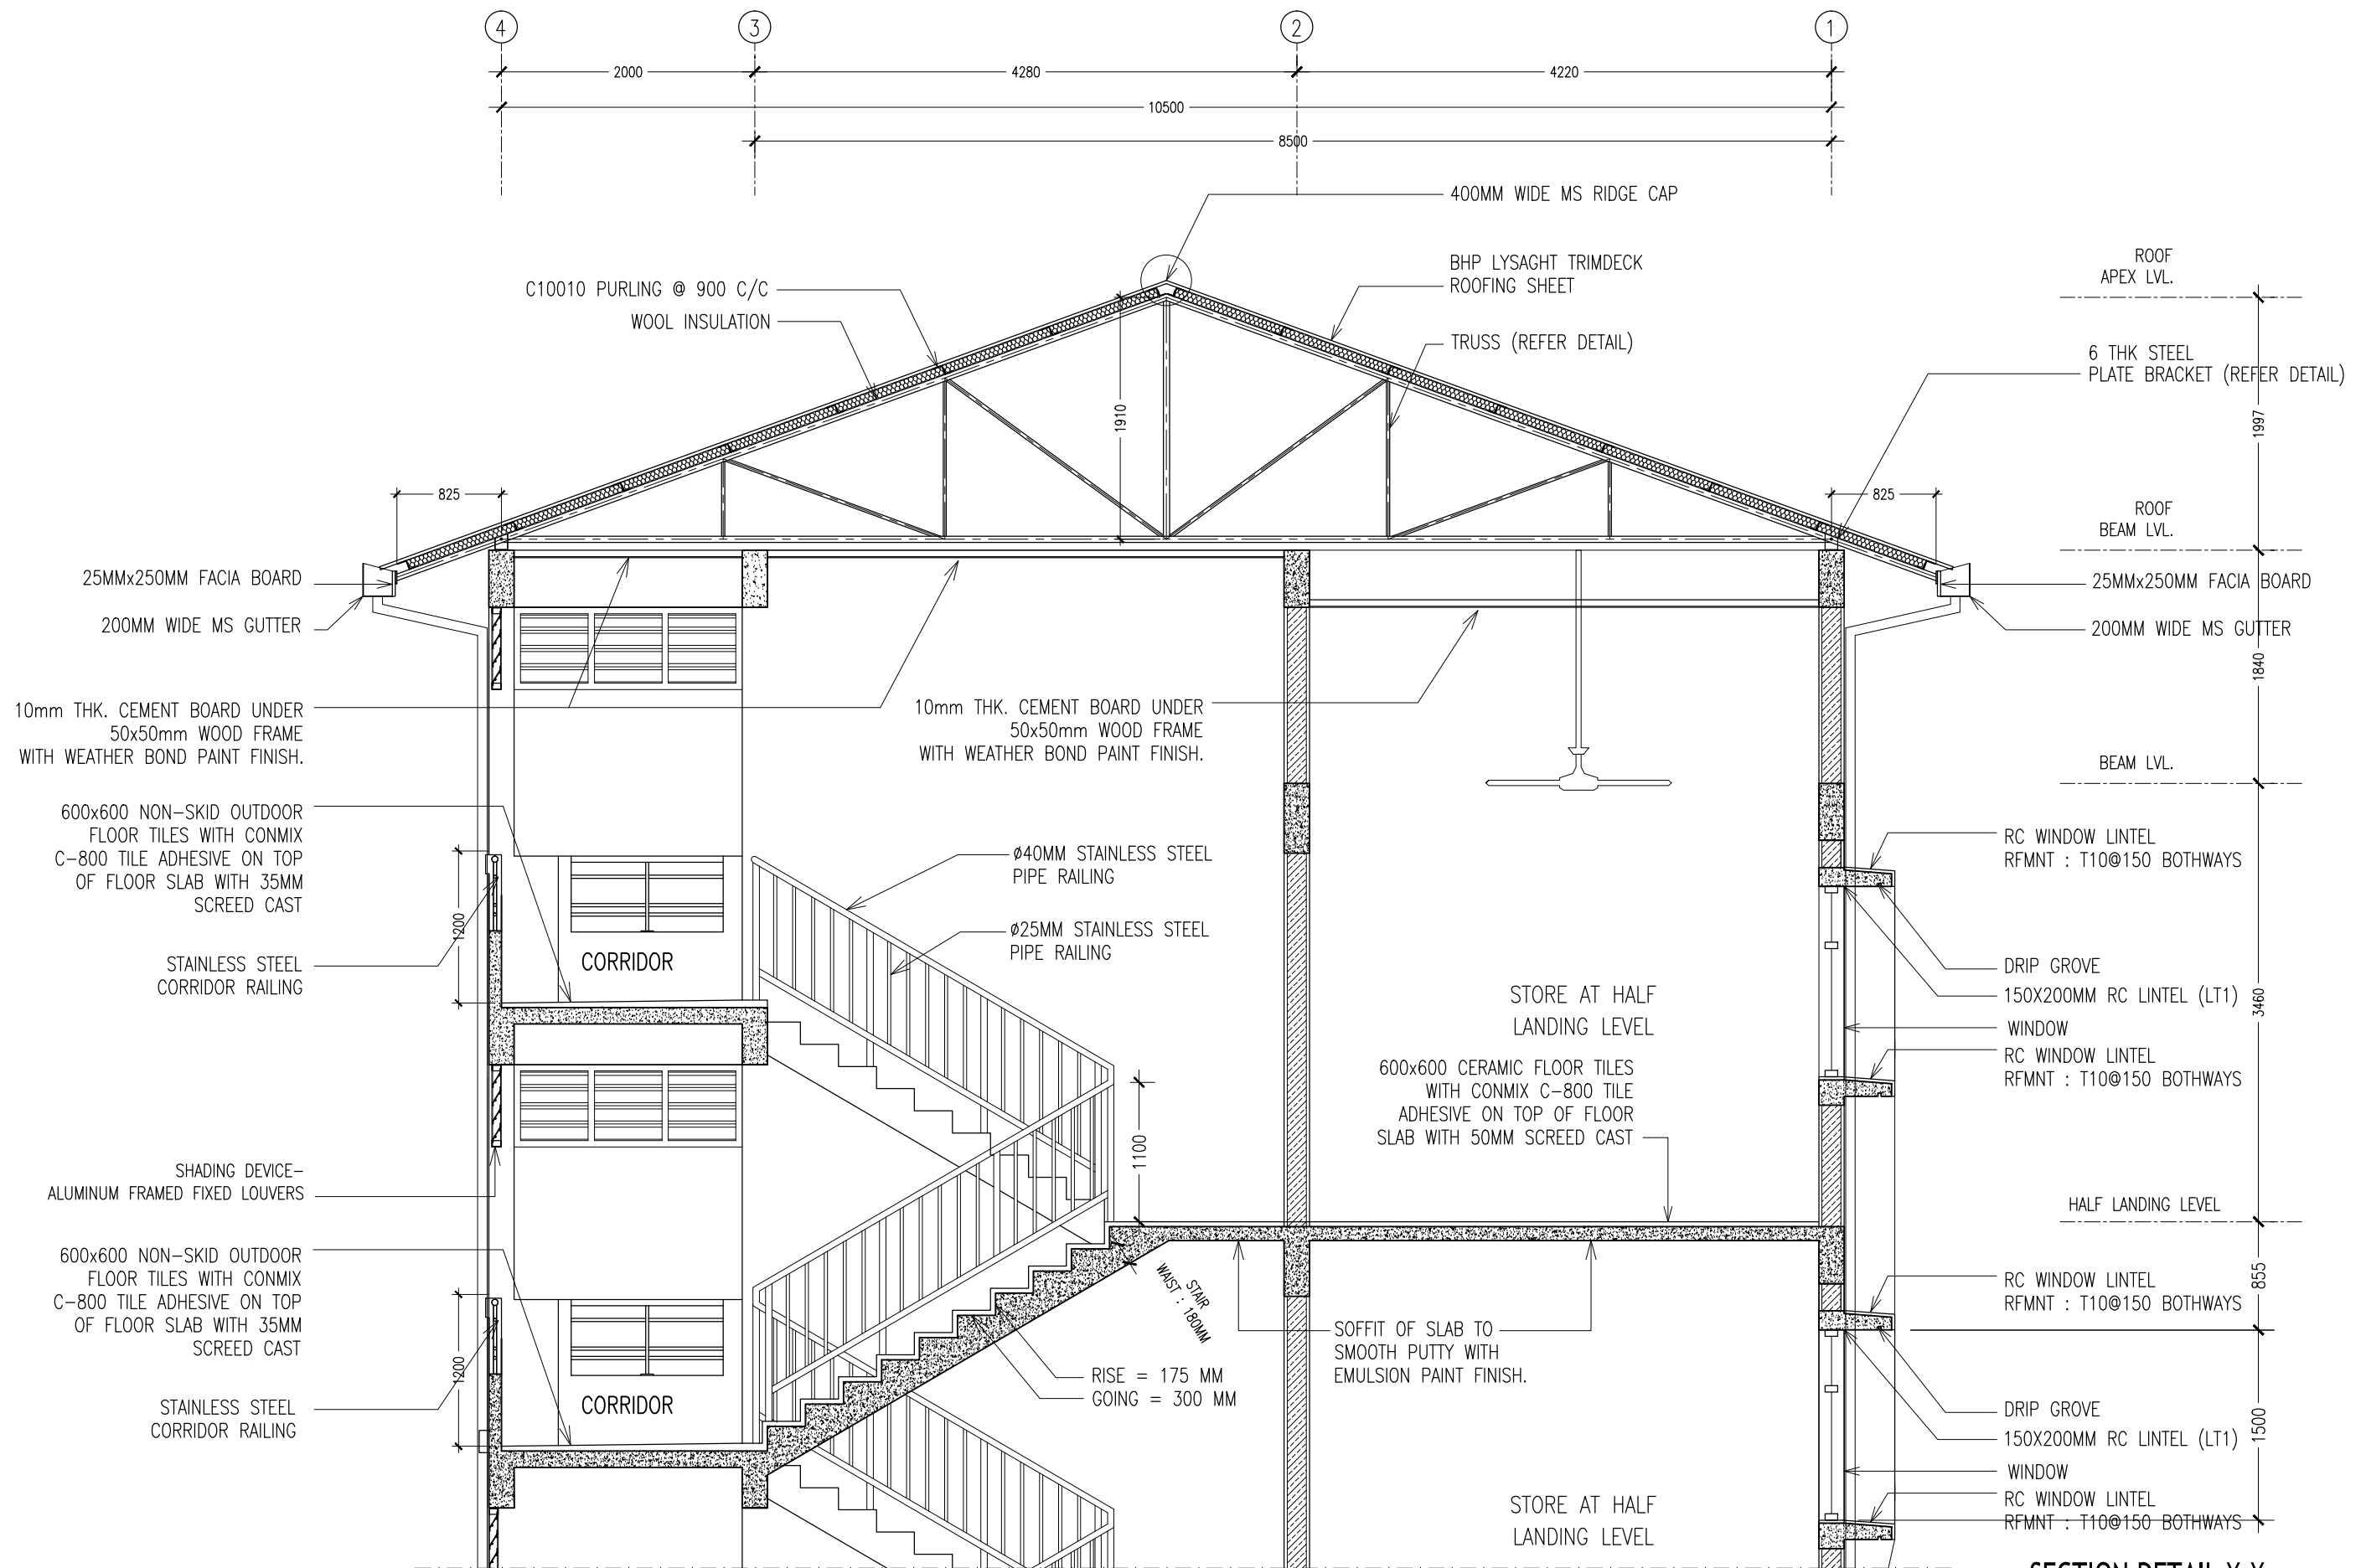 4
3
2
1
2000
4280
4220
10500
8500
400MM WIDE MS RIDGE CAP
BHP LYSAGHT TRIMDECK
ROOFING SHEET
C10010 PURLING @ 900 C/C
WOOL INSULATION
TRUSS (REFER DETAIL)
ROOF
APEX LVL.
6 THK STEEL
PLATE BRACKET (REFER DETAIL)
1910
1997
825
825
ROOF
BEAM LVL.
25MMx250MM FACIA BOARD
200MM WIDE MS GUTTER
25MMx250MM FACIA BOARD
200MM WIDE MS GUTTER
1840
10mm THK. CEMENT BOARD UNDER
50x50mm WOOD FRAME
WITH WEATHER BOND PAINT FINISH.
10mm THK. CEMENT BOARD UNDER
50x50mm WOOD FRAME
WITH WEATHER BOND PAINT FINISH.
BEAM LVL.
600x600 NON-SKID OUTDOOR
FLOOR TILES WITH CONMIX
C-800 TILE ADHESIVE ON TOP
OF FLOOR SLAB WITH 35MM
SCREED CAST
1200
STAINLESS STEEL
CORRIDOR RAILING
CORRIDOR
ø40MM STAINLESS STEEL
PIPE RAILING
ø25MM STAINLESS STEEL
PIPE RAILING
RC WINDOW LINTEL
RFMNT : T10@150 BOTHWAYS
DRIP GROVE
150X200MM RC LINTEL (LT1)
WINDOW
RC WINDOW LINTEL
RFMNT : T10@150 BOTHWAYS
3460
STORE AT HALF
LANDING LEVEL
600x600 CERAMIC FLOOR TILES
WITH CONMIX C-800 TILE
ADHESIVE ON TOP OF FLOOR
SLAB WITH 50MM SCREED CAST
1100
SHADING DEVICE-
ALUMINUM FRAMED FIXED LOUVERS
HALF LANDING LEVEL
600x600 NON-SKID OUTDOOR
FLOOR TILES WITH CONMIX
C-800 TILE ADHESIVE ON TOP
OF FLOOR SLAB WITH 35MM
SCREED CAST
1200
STAINLESS STEEL
CORRIDOR RAILING
CORRIDOR
STAIR
WAIST : 180MM
RISE = 175 MM
GOING = 300 MM
SOFFIT OF SLAB TO
SMOOTH PUTTY WITH
EMULSION PAINT FINISH.
855
RC WINDOW LINTEL
RFMNT : T10@150 BOTHWAYS
DRIP GROVE
150X200MM RC LINTEL (LT1)
WINDOW
RC WINDOW LINTEL
RFMNT : T10@150 BOTHWAYS
1500
STORE AT HALF
LANDING LEVEL